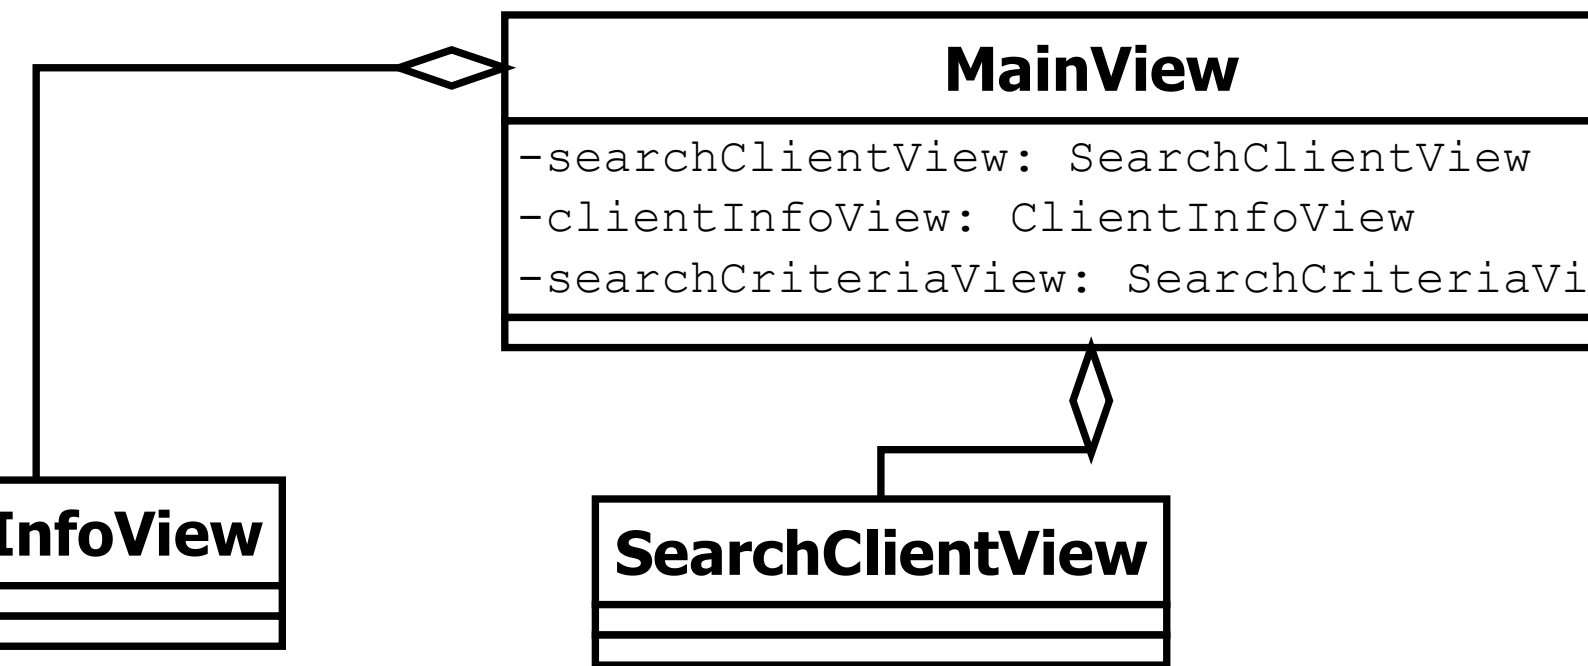 MainView
-searchClientView: SearchClientView
-clientInfoView: ClientInfoView
-searchCriteriaView: SearchCriteriaVi
InfoView
SearchClientView